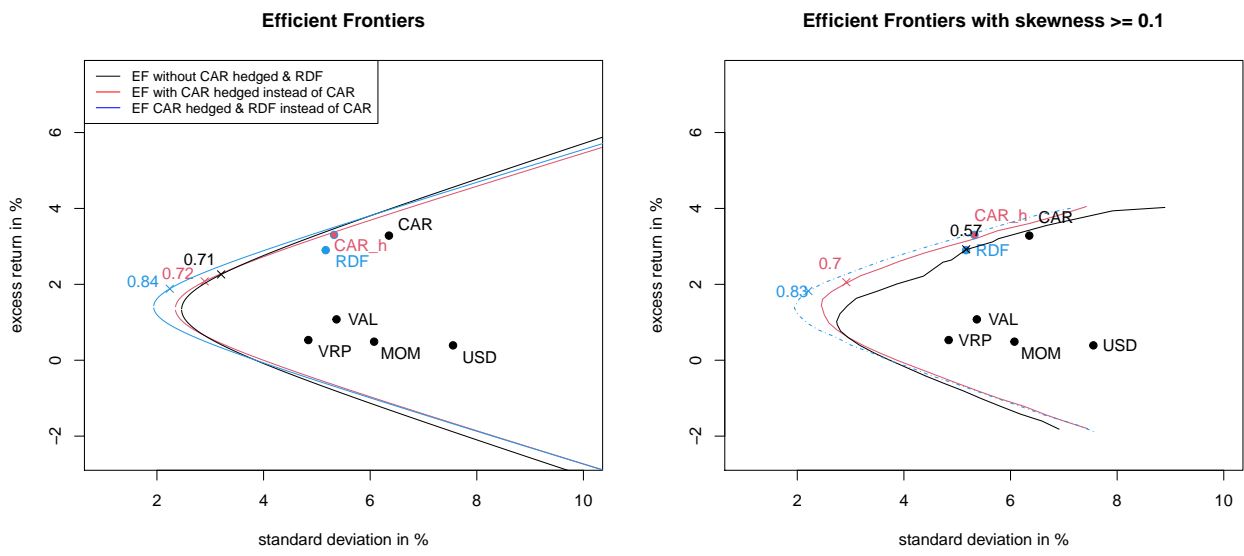 Efficient Frontiers
EF without CAR hedged & RDF
EF with CAR hedged instead of CAR
EF CAR hedged & RDF instead of CAR
excess return in %
6
4
2
0
−2
CAR
CAR_h
RDF
0.71
0.72
0.84
VAL
VRP
MOM
USD
2 4 6 8 10
standard deviation in %
Efficient Frontiers with skewness >= 0.1
excess return in %
6
4
2
0
−2
CAR_h
CAR
0.57
RDF
0.7
0.83
VAL
VRP
MOM
USD
2 4 6 8 10
standard deviation in %